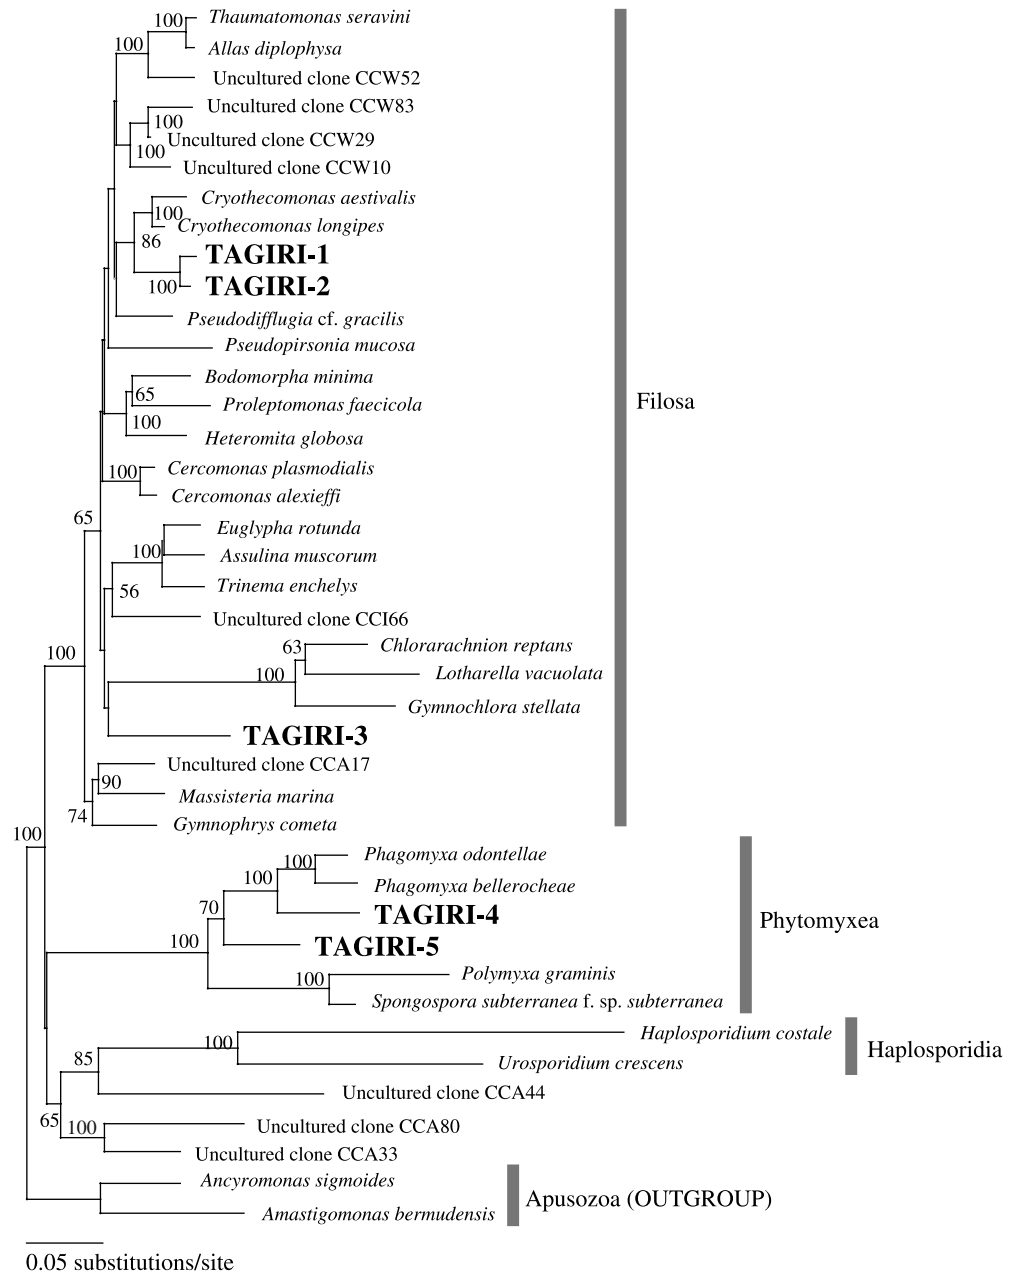 Thaumatomonas seravini
100
Allas diplophysa
100
Uncultured clone CCW52
Uncultured clone CCW83
100
Uncultured clone CCW29
100
Uncultured clone CCW10
Cryothecomonas aestivalis
100
Cryothecomonas longipes
86
TAGIRI-1
100
TAGIRI-2
Pseudodifflugia cf. gracilis
Pseudopirsonia mucosa
Bodomorpha minima
65
Proleptomonas faecicola
Filosa
100
Heteromita globosa
100
Cercomonas plasmodialis
Cercomonas alexieffi
65
Euglypha rotunda
100
Assulina muscorum
Trinema enchelys
56
Uncultured clone CCI66
63
Chlorarachnion reptans
100
Lotharella vacuolata
100
Gymnochlora stellata
TAGIRI-3
Uncultured clone CCA17
90
Massisteria marina
74
Gymnophrys cometa
100
Phagomyxa odontellae
100
100
Phagomyxa bellerocheae
70
TAGIRI-4
Phytomyxea
100
TAGIRI-5
100
Polymyxa graminis
Spongospora subterranea f. sp. subterranea
Haplosporidium costale
100
Haplosporidia
85
Urosporidium crescens
Uncultured clone CCA44
65
100
Uncultured clone CCA80
Uncultured clone CCA33
Ancyromonas sigmoides
Apusozoa (OUTGROUP)
Amastigomonas bermudensis
0.05 substitutions/site